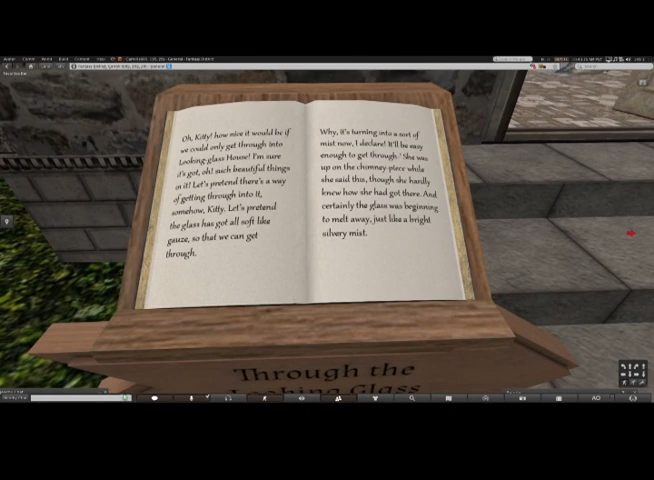 Oh, Kitty! how nice it would be if
we could only get through into
Looking-glass House! I'm sure
it's got, oh! such beautiful things
in it! Let's pretend there's a way
of getting through into it,
somehow, Kitty. Let's pretend
the glass has got all soft like
gauze, so that we can get
through.
Why, it's turning into a sort of
mist now, I declare! It'll be easy
enough to get through.' She was
up on the chimney-piece while
she said this, though she hardly
knew how she had got there. And
certainly the glass was beginning
to melt away, just like a bright
silvery mist.
Through the
Looking Glass